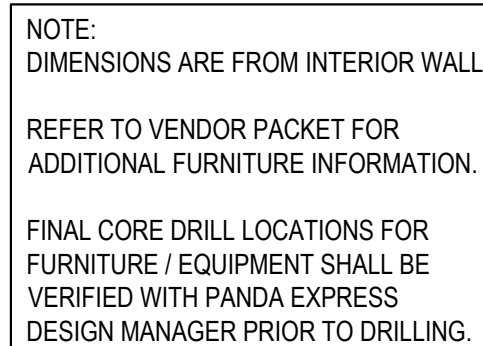 NOTE:
DIMENSIONS ARE FROM INTERIOR WALL
REFER TO VENDOR PACKET FOR
ADDITIONAL FURNITURE INFORMATION.
FINAL CORE DRILL LOCATIONS FOR
FURNITURE / EQUIPMENT SHALL BE
VERIFIED WITH PANDA EXPRESS
DESIGN MANAGER PRIOR TO DRILLING.